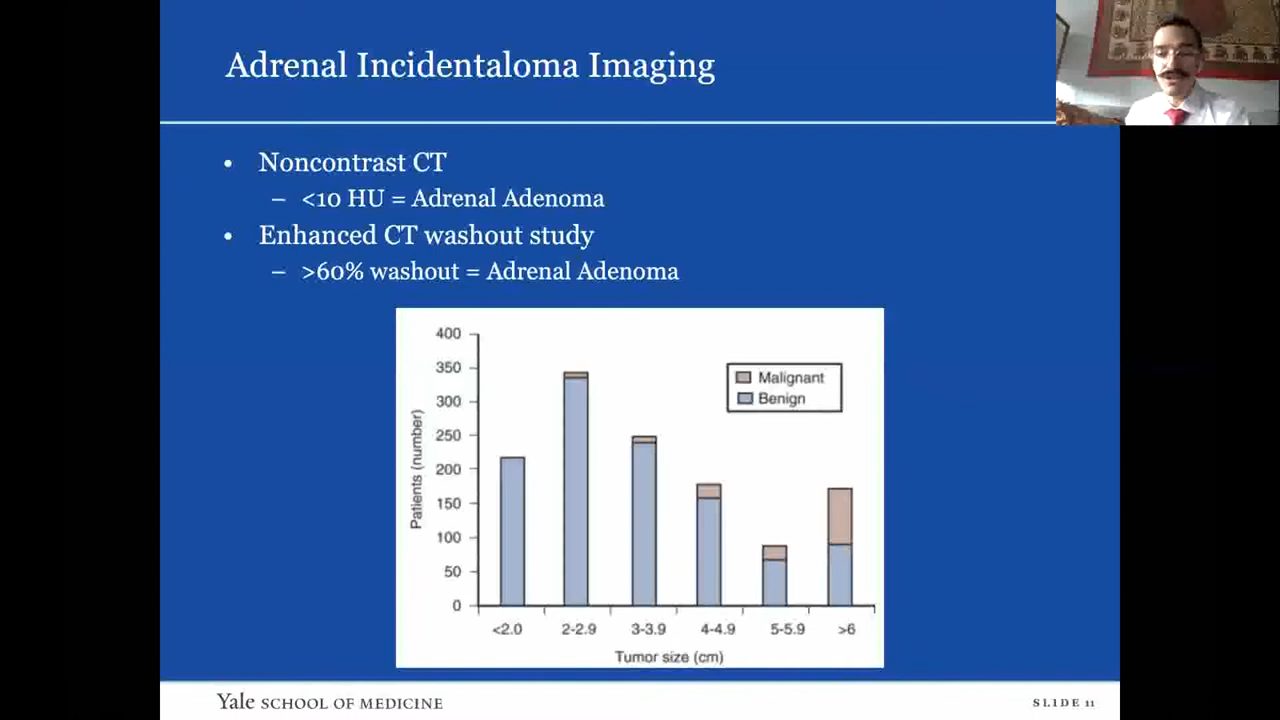 Adrenal Incidentaloma Imaging
• Noncontrast CT
– <10 HU = Adrenal Adenoma
• Enhanced CT washout study
– >60% washout = Adrenal Adenoma
400
350
300
250
200
150
100
50
0
Patients (number)
Malignant
Benign
<2.0 2-2.9 3-3.9 4-4.9 5-5.9 >6
Tumor size (cm)
Yale SCHOOL OF MEDICINE
SLIDE 11